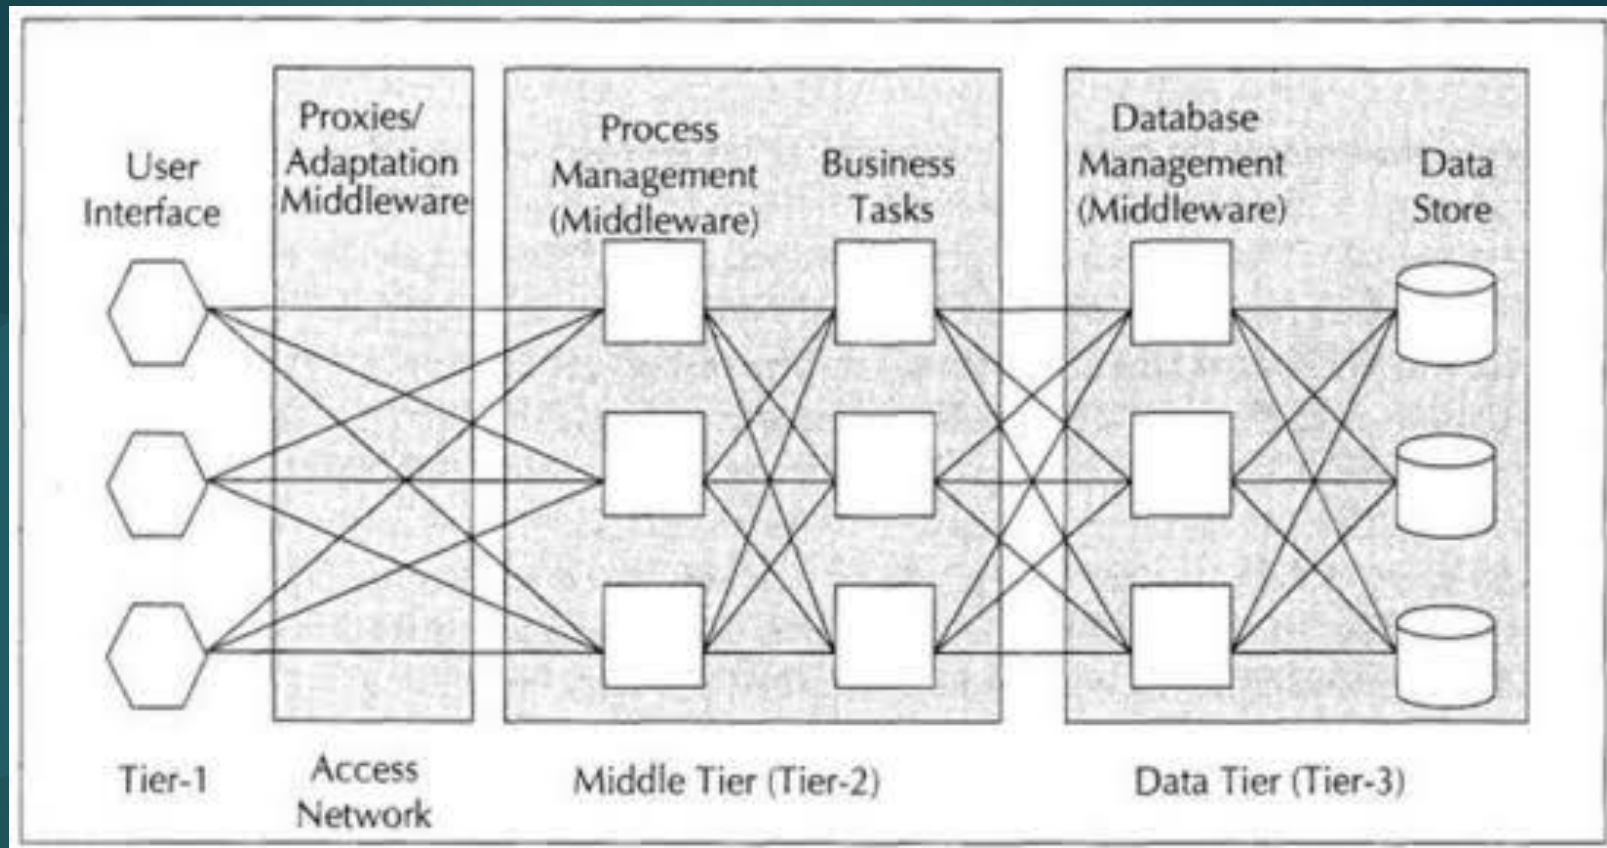 User
Interface
Proxies/
Adaptation
Middleware
Process
Management
(Middleware)
Business
Tasks
Database
Management
(Middleware)
Data
Store
Tier-1
Access
Network
Middle Tier (Tier-2)
Data Tier (Tier-3)